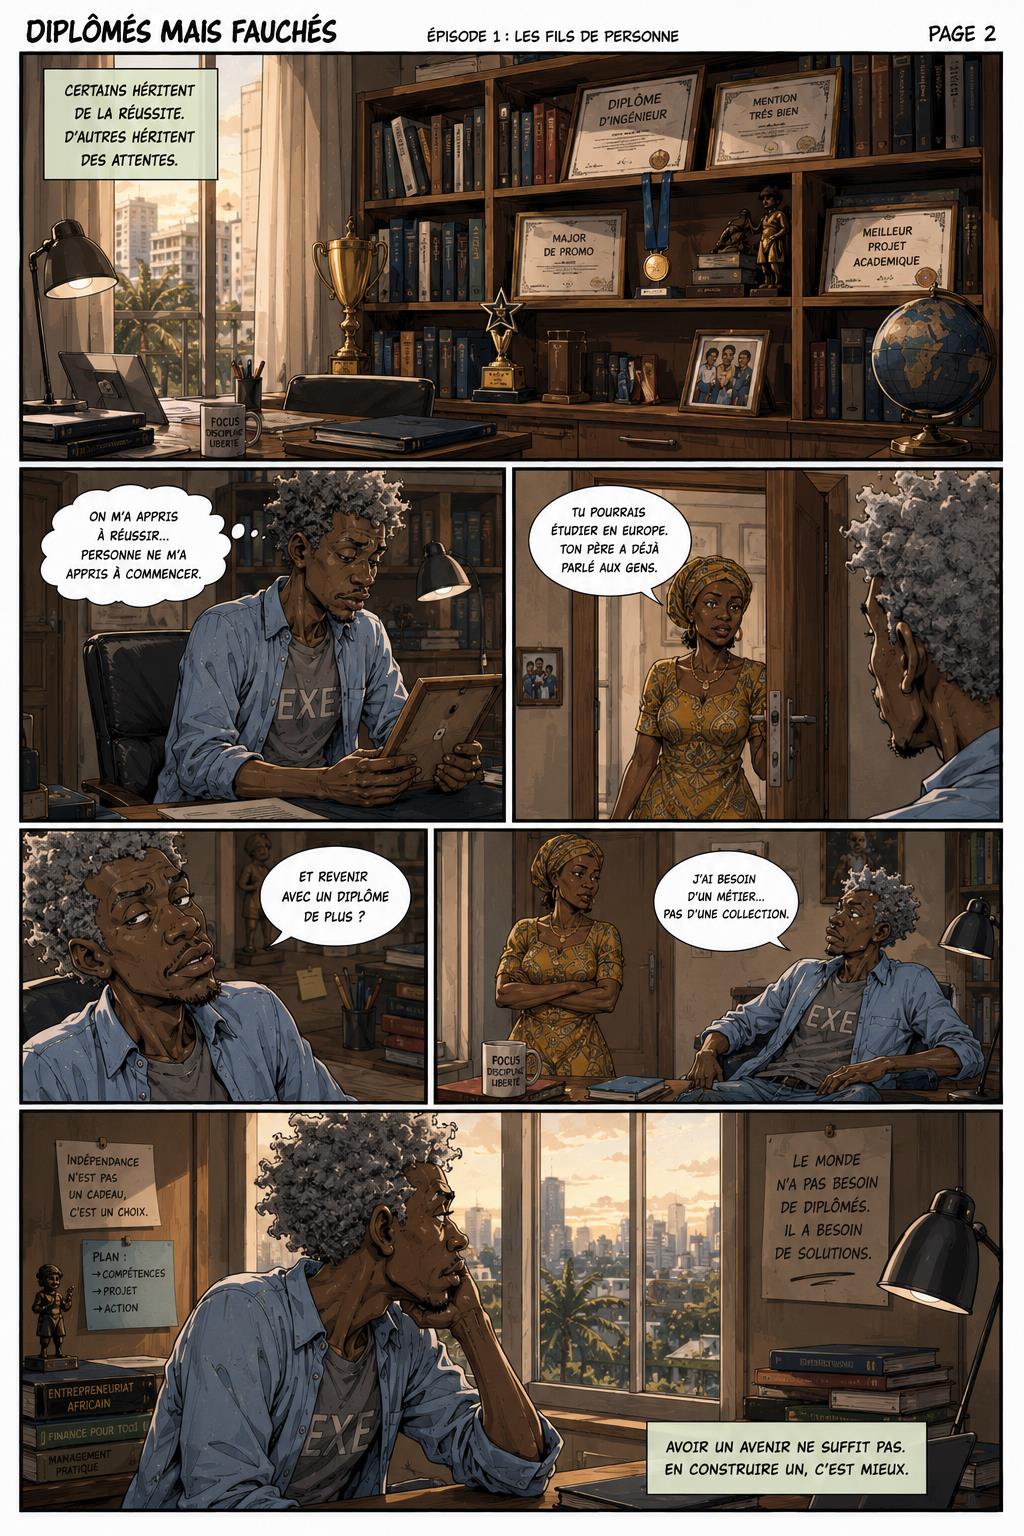 DIPLÔMÉS MAIS FAUCHÉS
ÉPISODE 1 : LES FILS DE PERSONNE
PAGE 2
CERTAINS HÉRITENT
DE LA RÉUSSITE.
D'AUTRES HÉRITENT
DES ATTENTES.
DIPLÔME
D'INGÉNIEUR
MENTION
TRÉS BIEN
MAJOR
DE PROMO
MEILLEUR
PROJET
ACADEMIQUE
FOCUS
DISCIPLINE
LIBERTÉ
ON M'A APPRIS
À RÉUSSIR...
PERSONNE NE M'A
APPRIS À COMMENCER.
EXE
TU POURRAIS
ÉTUDIER EN EUROPE.
TON PÈRE A DÉJÀ
PARLÉ AUX GENS.
ET REVENIR
AVEC UN DIPLÔME
DE PLUS ?
J'AI BESOIN
D'UN MÉTIER...
PAS D'UNE COLLECTION.
EXE
FOCUS
DISCIPLINE
LIBERTÉ
INDÉPENDANCE
N'EST PAS
UN CADEAU,
C'EST UN CHOIX.
PLAN :
→COMPÉTENCES
→PROJET
→ACTION
LE MONDE
N'A PAS BESOIN
DE DIPLÔMÉS.
IL A BESOIN
DE SOLUTIONS.
ENTREPRENEURIAT
AFRICAIN
FINANCE POUR TOUS
MANAGEMENT
PRATIQUE
EXE
AVOIR UN AVENIR NE SUFFIT PAS.
EN CONSTRUIRE UN, C'EST MIEUX.